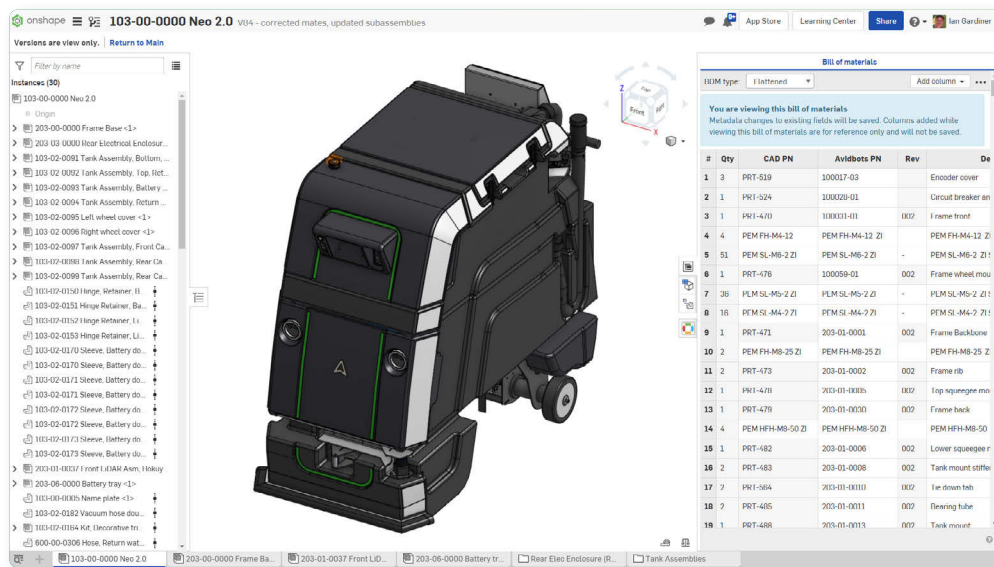 onshape 103-00-0000 Neo 2.0 V04 - corrected mates, updated subassemblies App Store Learning Center Share Ian Gardiner
Versions are view only. Return to Main
Filter by name
Instances (30)
103-00-0000 Neo 2.0
Origin
203-00-0000 Frame Base <1>
203-03-0000 Rear Electrical Enclosur...
103-02-0091 Tank Assembly, Bottom, ...
103-02-0092 Tank Assembly, Top, Ret...
103-02-0093 Tank Assembly, Battery ...
103-02-0094 Tank Assembly, Return ...
103-02-0095 Left wheel cover <1>
103-02-0096 Right wheel cover <1>
103-02-0097 Tank Assembly, Front Ca...
103-02-0098 Tank Assembly, Rear Ca...
103-02-0099 Tank Assembly, Rear Ca...
103-02-0150 Hinge, Retainer, B...
103-02-0151 Hinge Retainer, Ba...
103-02-0152 Hinge Retainer, Li...
103-02-0153 Hinge Retainer, Li...
103-02-0170 Sleeve, Battery do...
103-02-0170 Sleeve, Battery do...
103-02-0171 Sleeve, Battery do...
103-02-0171 Sleeve, Battery do...
103-02-0172 Sleeve, Battery do...
103-02-0172 Sleeve, Battery do...
103-02-0173 Sleeve, Battery do...
103-02-0173 Sleeve, Battery do...
203-01-0037 Front LiDAR Asm, Hokuy...
203-06-0000 Battery tray <1>
103-00-0005 Name plate <1>
103-02-0182 Vacuum hose dou...
103-02-0164 Kit, Decorative tri...
600-00-0306 Hose, Return wat...
Z
Front
X
Bill of materials
BOM type: Flattened Add column
You are viewing this bill of materials
Metadata changes to existing fields will be saved. Columns added while
viewing this bill of materials are for reference only and will not be saved.
# Qty CAD PN Avidbots PN Rev De
1 3 PRT-519 100017-03 Encoder cover
2 1 PRT-524 100020-01 Circuit breaker an
3 1 PRT-470 100031-01 002 Frame front
4 4 PEM FH-M4-12 PEM FH-M4-12 ZI PEM FH-M4-12 ZI
5 51 PEM SL-M6-2 ZI PEM SL-M6-2 ZI - PEM SL-M6-2 ZI S
6 1 PRT-476 100059-01 002 Frame wheel mou
7 36 PEM SL-M5-2 ZI PEM SL-M5-2 ZI - PEM SL-M5-2 ZI S
8 16 PEM SL-M4-2 ZI PEM SL-M4-2 ZI - PEM SL-M4-2 ZI S
9 1 PRT-471 203-01-0001 002 Frame Backbone
10 2 PEM FH-M8-25 ZI PEM FH-M8-25 ZI PEM FH-M8-25 Z
11 2 PRT-473 203-01-0002 002 Frame rib
12 1 PRT-478 203-01-0005 002 Top squeegee mo
13 1 PRT-479 203-01-0030 002 Frame back
14 4 PEM HFH-M8-50 ZI PEM HFH-M8-50 ZI PEM HFH-M8-50
15 1 PRT-482 203-01-0006 002 Lower squeegee r
16 2 PRT-483 203-01-0008 002 Tank mount stiffe
17 2 PRT-564 203-01-0010 002 Tie down tab
18 2 PRT-485 203-01-0011 002 Bearing tube
19 1 PRT-488 203-01-0013 002 Tank mount
103-00-0000 Neo 2.0 203-00-0000 Frame Ba... 203-01-0037 Front LiD... 203-06-0000 Battery tr... Rear Elec Enclosure (R... Tank Assemblies